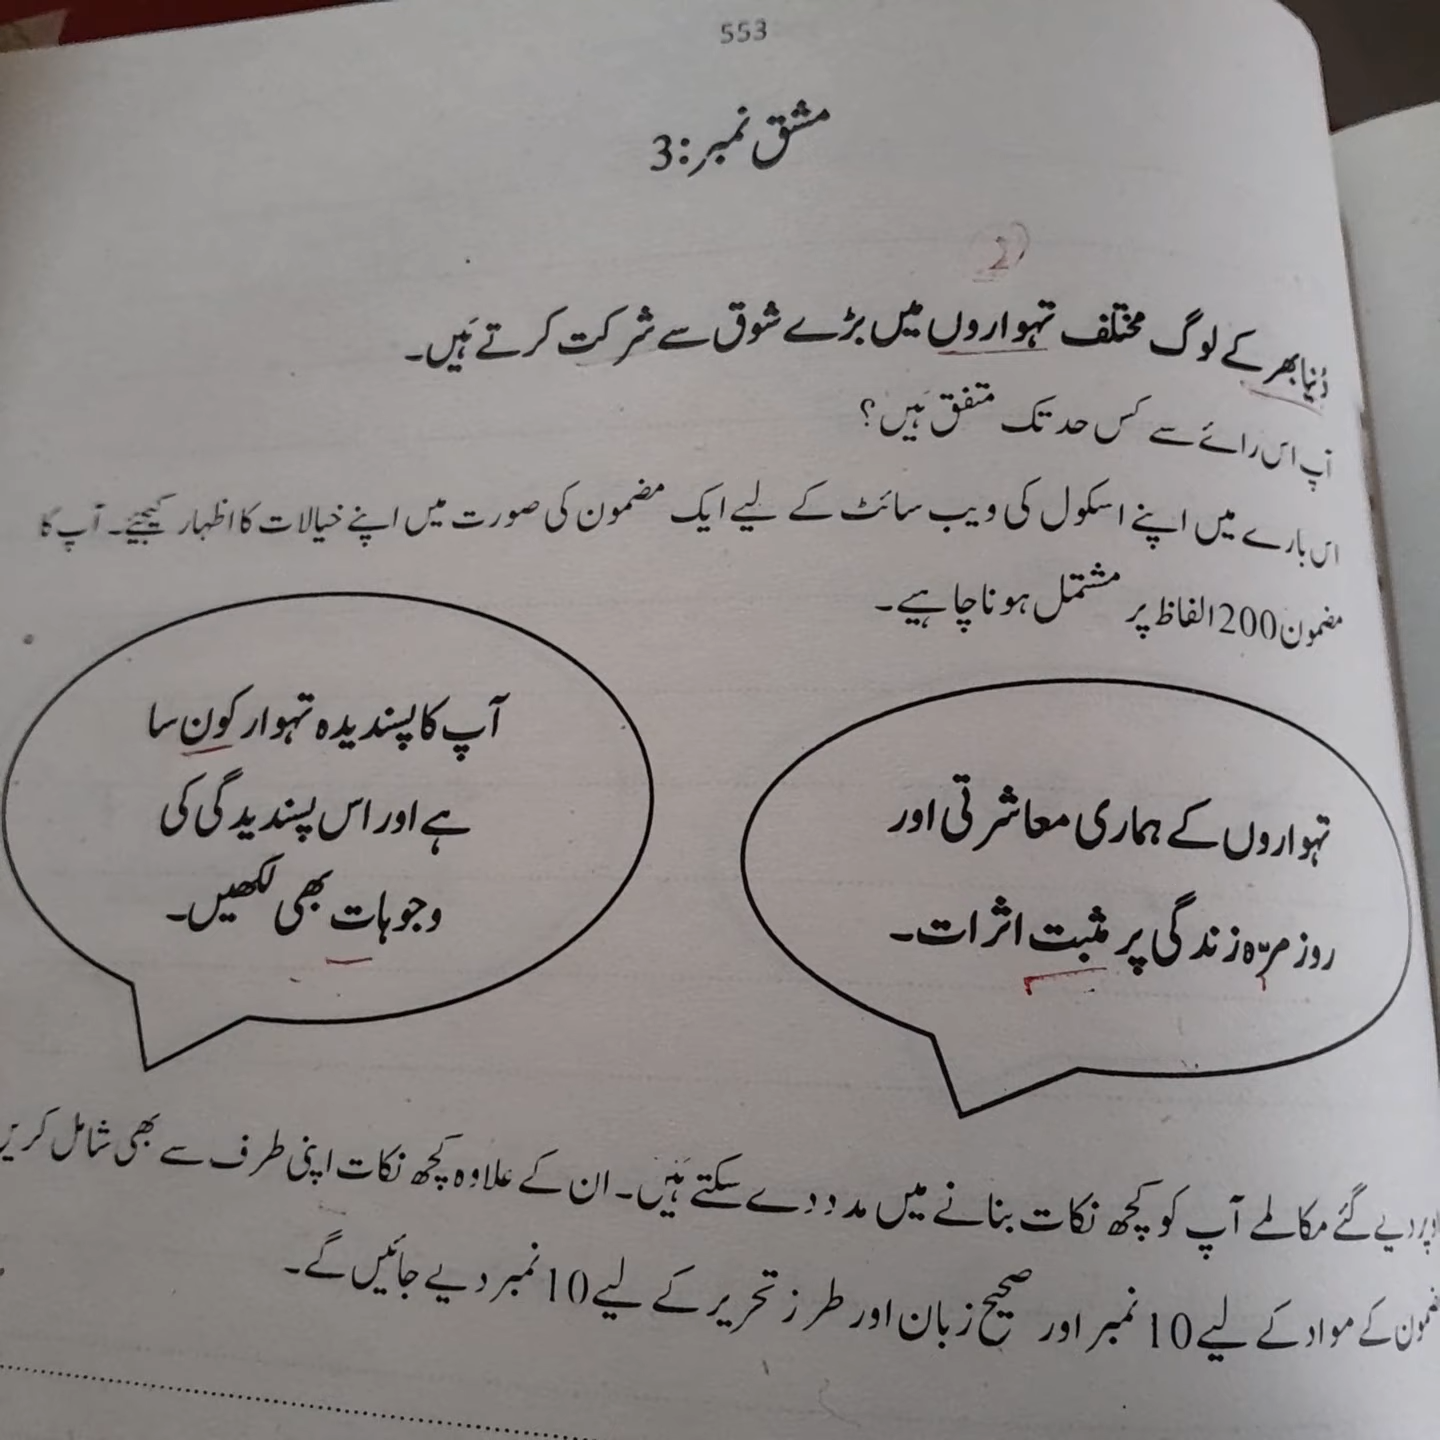 553
مشق نمبر:3
2
دُنیا بھر کے لوگ مختلف تہواروں میں بڑے شوق سے شرکت کرتے ہیں۔
آپ اس رائے سے کس حد تک متفق ہیں؟
اس بارے میں اپنے اسکول کی ویب سائٹ کے لیے ایک مضمون کی صورت میں اپنے خیالات کا اظہار کیجیے۔ آپ کا
مضمون 200 الفاظ پر مشتمل ہونا چاہیے۔
تہواروں کے ہماری معاشرتی اور
روز مرّہ زندگی پر مثبت اثرات۔
آپ کا پسندیدہ تہوار کون سا
ہے اور اس پسندیدگی کی
وجوہات بھی لکھیں۔
اوپر دیے گئے مکالمے آپ کو کچھ نکات بنانے میں مدد دے سکتے ہیں۔ ان کے علاوہ کچھ نکات اپنی طرف سے بھی شامل کریں
مضمون کے مواد کے لیے 10 نمبر اور صحیح زبان اور طرز تحریر کے لیے 10 نمبر دیے جائیں گے۔